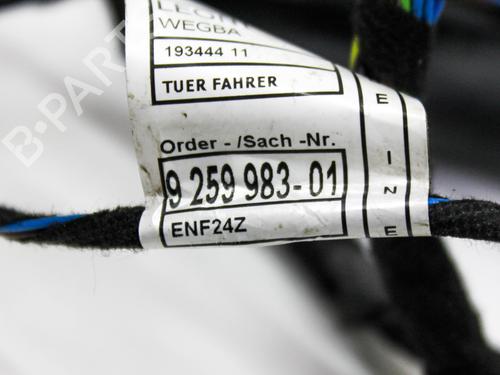 WEGBA
193444 11
TUER FAHRER
Order - /Sach -Nr.
9 259 983-01
ENF24Z
E I N E
B-PARTS